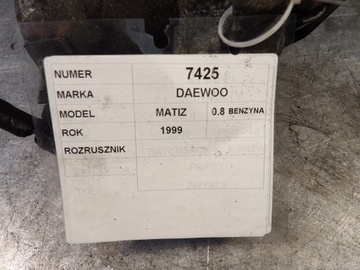 NUMER 7425
MARKA DAEWOO
MODEL MATIZ 0.8 BENZYNA
ROK 1999
ROZRUSZNIK